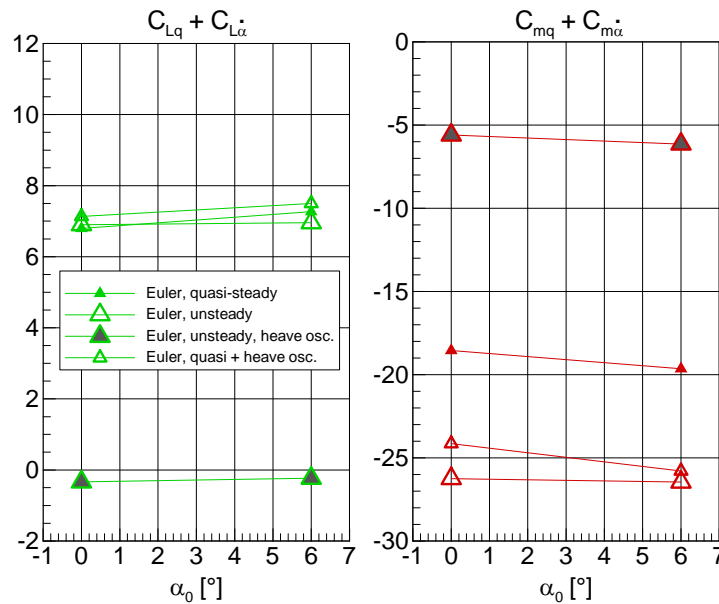 C_Lq + C_Lα̇
12
10
8
6
4
2
0
-2
-1 0 1 2 3 4 5 6 7
α_0 [°]
Euler, quasi-steady
Euler, unsteady
Euler, unsteady, heave osc.
Euler, quasi + heave osc.
C_mq + C_mα̇
0
-5
-10
-15
-20
-25
-30
-1 0 1 2 3 4 5 6 7
α_0 [°]